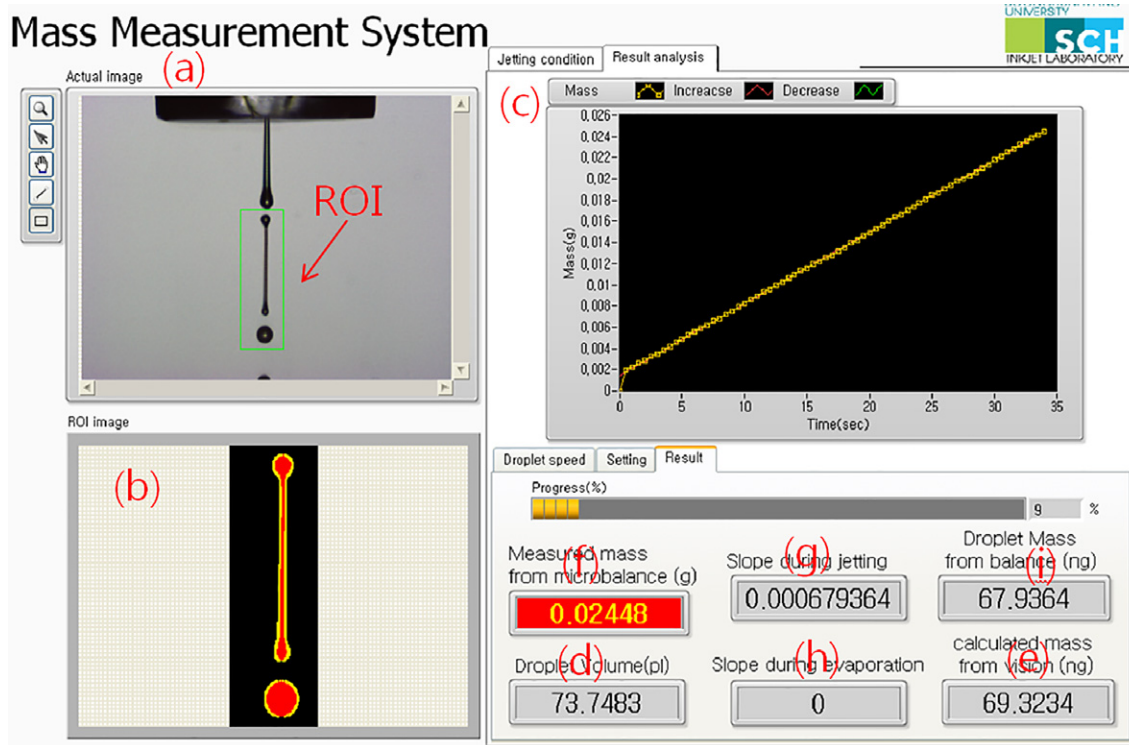 Mass Measurement System
UNIVERSITY
SCH
INKJET LABORATORY
(a)
Actual image
ROI
ROI image
(b)
Jetting condition
Result analysis
(c)
Mass
Increacse
Decrease
0,026-
0,024-
0,022-
0,02-
0,018-
0,016-
0,014-
0,012-
0,01-
0,008-
0,006-
0,004-
0,002-
0-
Mass(g)
0
5
10
15
20
25
30
35
Time(sec)
Droplet speed
Setting
Result
Progress(%)
9
%
(f)
Measured mass
from microbalance (g)
0.02448
(g)
Slope during jetting
0.000679364
Droplet Mass
from balance (ng)
(i)
67.9364
(d)
Droplet Volume(pl)
73.7483
(h)
Slope during evaporation
0
calculated mass
from vision (ng)
(e)
69.3234